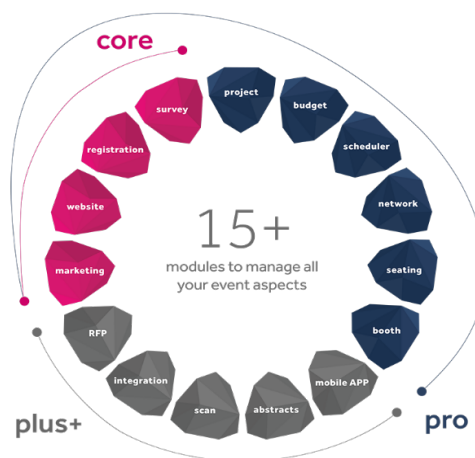 core
project
budget
survey
scheduler
registration
network
website
15+
modules to manage all
your event aspects
marketing
seating
RFP
booth
integration
mobile APP
scan
abstracts
plus+
pro